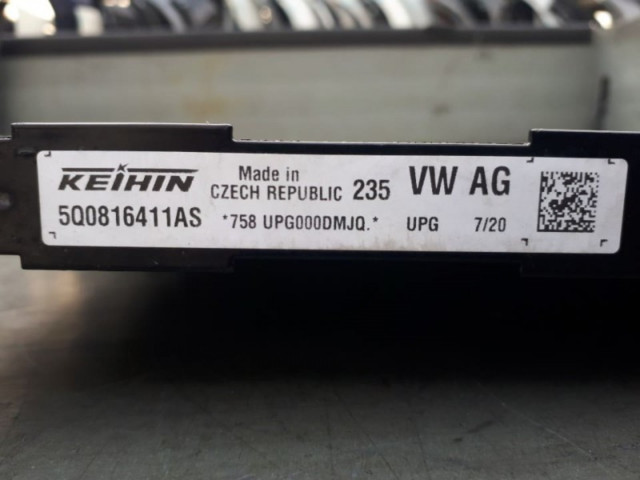 KEIHIN Made in CZECH REPUBLIC 235 VW AG
5Q0816411AS *758 UPG000DMJQ.* UPG 7/20